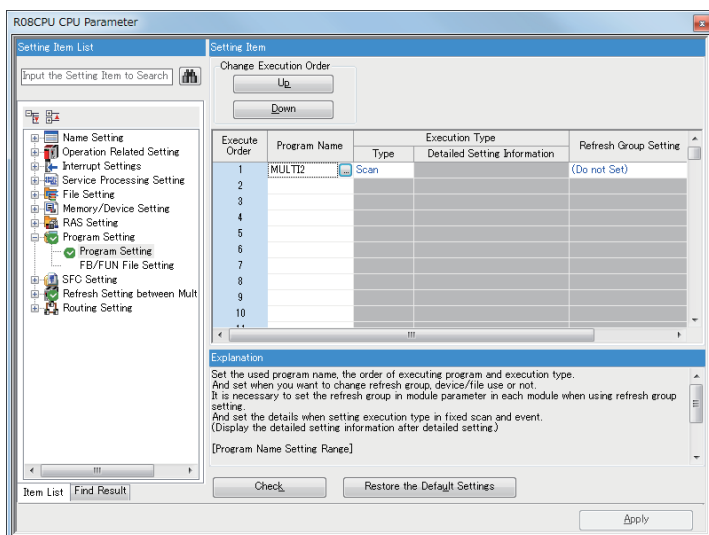 R08CPU CPU Parameter
Setting Item List
Input the Setting Item to Search
Name Setting
Operation Related Setting
Interrupt Settings
Service Processing Setting
File Setting
Memory/Device Setting
RAS Setting
Program Setting
Program Setting
FB/FUN File Setting
SFC Setting
Refresh Setting between Mult
Routing Setting
Item List
Find Result
Setting Item
Change Execution Order
Up
Down
Execute Order
Program Name
Execution Type
Refresh Group Setting
Type
Detailed Setting Information
1 MULTI2 ... Scan (Do not Set)
2
3
4
5
6
7
8
9
10
Explanation
Set the used program name, the order of executing program and execution type.
And set when you want to change refresh group, device/file use or not.
It is necessary to set the refresh group in module parameter in each module when using refresh group
setting.
And set the details when setting execution type in fixed scan and event.
(Display the detailed setting information after detailed setting.)
[Program Name Setting Range]
Check
Restore the Default Settings
Apply